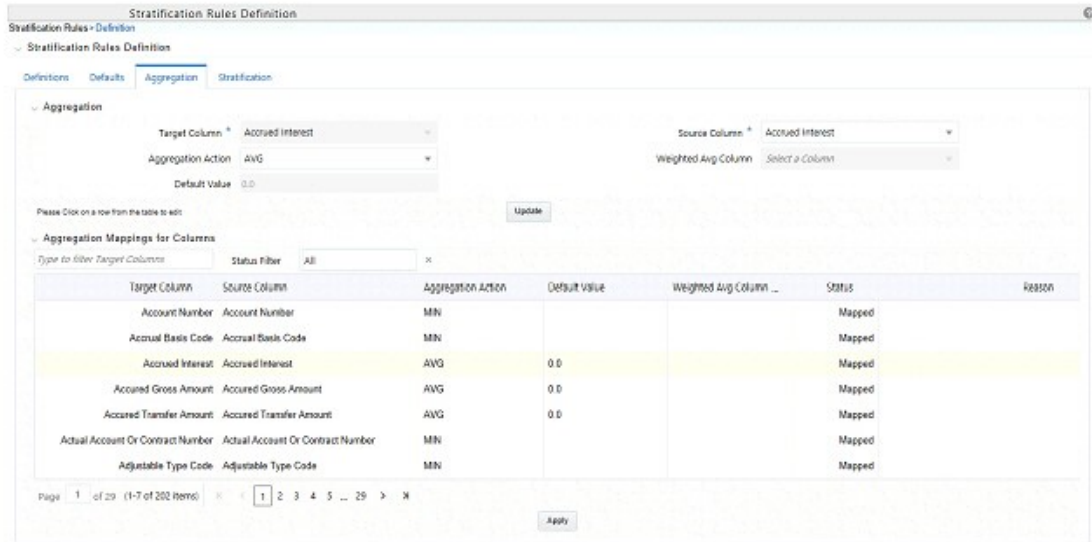 Stratification Rules Definition
Stratification Rules > Definition
Stratification Rules Definition
Definitions Defaults Aggregation Stratification
Aggregation
Target Column * Accrued Interest Source Column * Accrued Interest
Aggregation Action AVG Weighted Avg Column Select a Column
Default Value 0.0
Please Click on a row from the table to edit Update
Aggregation Mappings for Columns
Type to filter Target Columns Status Filter All ×
Target Column Source Column Aggregation Action Default Value Weighted Avg Column ... Status Reason
Account Number Account Number MIN Mapped
Accrual Basis Code Accrual Basis Code MIN Mapped
Accrued Interest Accrued Interest AVG 0.0 Mapped
Accured Gross Amount Accured Gross Amount AVG 0.0 Mapped
Accured Transfer Amount Accured Transfer Amount AVG 0.0 Mapped
Actual Account Or Contract Number Actual Account Or Contract Number MIN Mapped
Adjustable Type Code Adjustable Type Code MIN Mapped
Page 1 of 29 (1-7 of 202 items) 1 2 3 4 5 ... 29
Apply